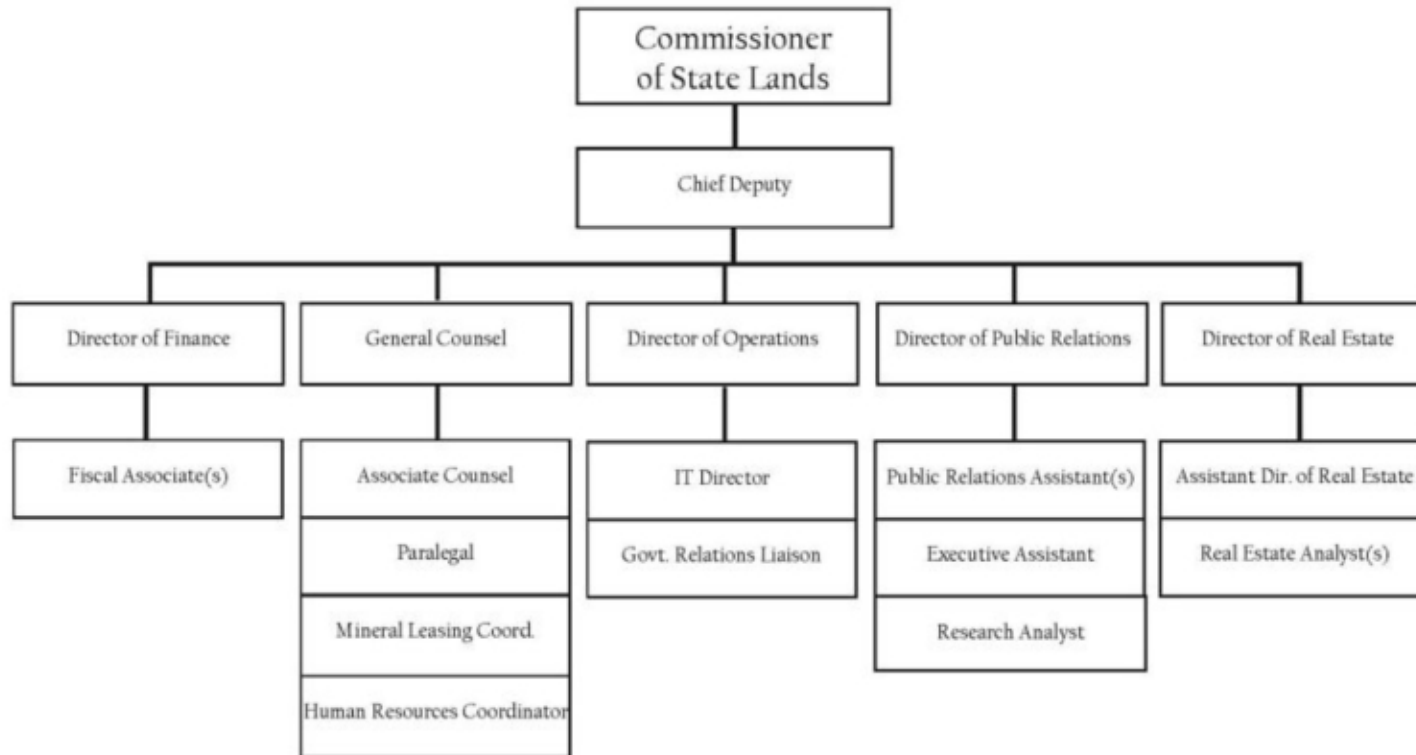 Commissioner
of State Lands
Chief Deputy
Director of Finance
General Counsel
Director of Operations
Director of Public Relations
Director of Real Estate
Fiscal Associate(s)
Associate Counsel
IT Director
Public Relations Assistant(s)
Assistant Dir. of Real Estate
Paralegal
Govt. Relations Liaison
Executive Assistant
Real Estate Analyst(s)
Mineral Leasing Coord.
Research Analyst
Human Resources Coordinator